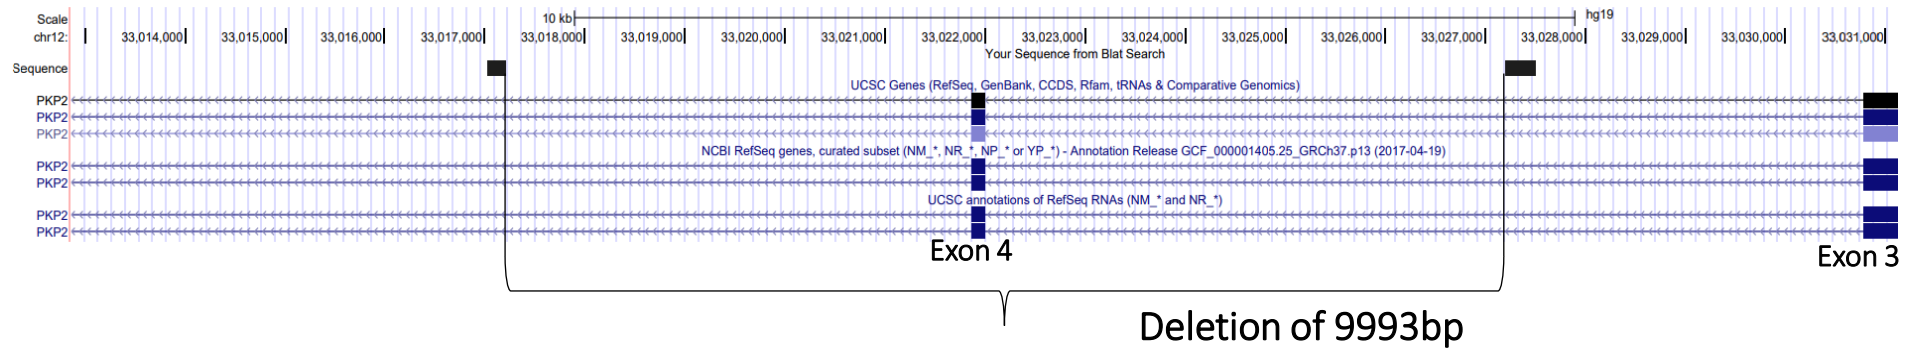 Scale 10 kb hg19
chr12: 33,014,000 33,015,000 33,016,000 33,017,000 33,018,000 33,019,000 33,020,000 33,021,000 33,022,000 33,023,000 33,024,000 33,025,000 33,026,000 33,027,000 33,028,000 33,029,000 33,030,000 33,031,000
Your Sequence from Blat Search
Sequence
UCSC Genes (RefSeq, GenBank, CCDS, Rfam, tRNAs & Comparative Genomics)
PKP2
PKP2
PKP2
NCBI RefSeq genes, curated subset (NM_*, NR_*, NP_* or YP_*) - Annotation Release GCF_000001405.25_GRCh37.p13 (2017-04-19)
PKP2
PKP2
UCSC annotations of RefSeq RNAs (NM_* and NR_*)
PKP2
PKP2
Exon 4 Exon 3
Deletion of 9993bp